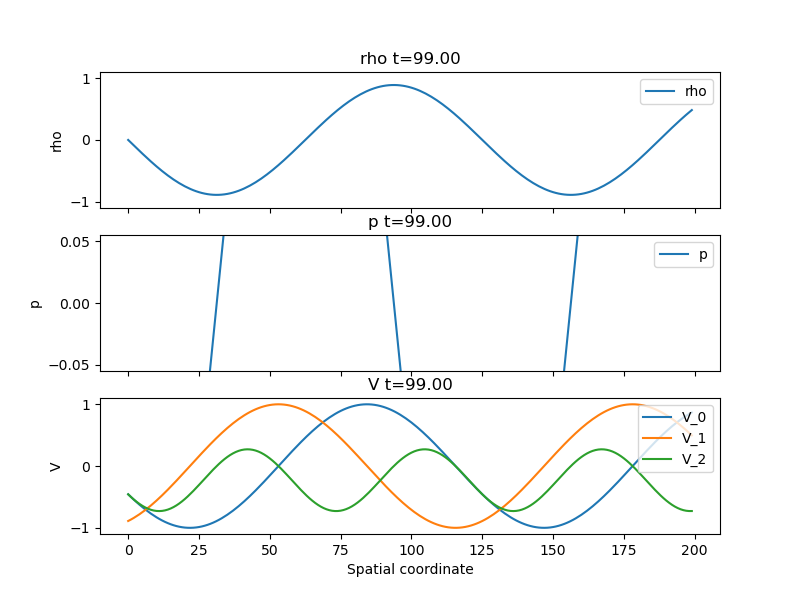 rho t=99.00
1
0
−1
rho
rho
p t=99.00
0.05
0.00
−0.05
p
p
V t=99.00
1
0
−1
V
V_0
V_1
V_2
0 25 50 75 100 125 150 175 200
Spatial coordinate